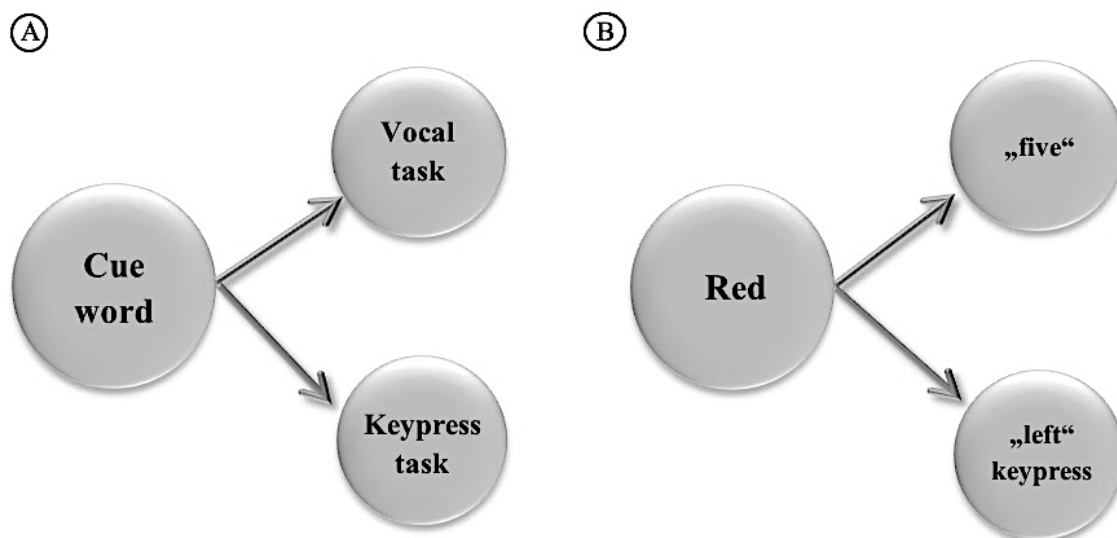 A
Cue
word
Vocal
task
Keypress
task
B
Red
„five“
„left“
keypress